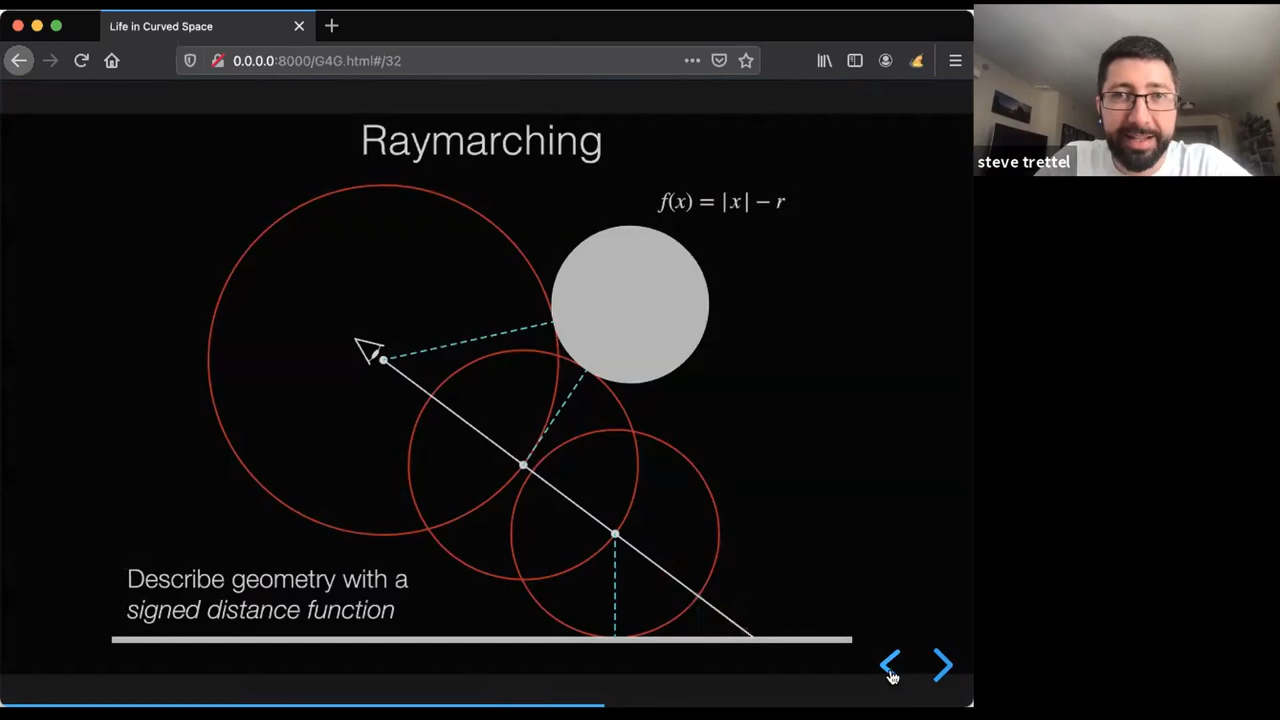 Life in Curved Space
0.0.0.0:8000/G4G.html#/32
steve trettel
Raymarching
f(x) = |x| − r
Describe geometry with a
signed distance function